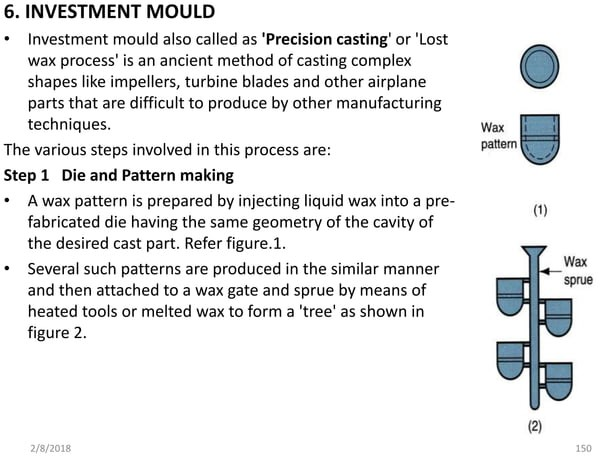 6. INVESTMENT MOULD
• Investment mould also called as 'Precision casting' or 'Lost
wax process' is an ancient method of casting complex
shapes like impellers, turbine blades and other airplane
parts that are difficult to produce by other manufacturing
techniques.
The various steps involved in this process are:
Step 1 Die and Pattern making
• A wax pattern is prepared by injecting liquid wax into a pre-
fabricated die having the same geometry of the cavity of
the desired cast part. Refer figure.1.
• Several such patterns are produced in the similar manner
and then attached to a wax gate and sprue by means of
heated tools or melted wax to form a 'tree' as shown in
figure 2.
Wax
pattern
(1)
Wax
sprue
(2)
2/8/2018
150